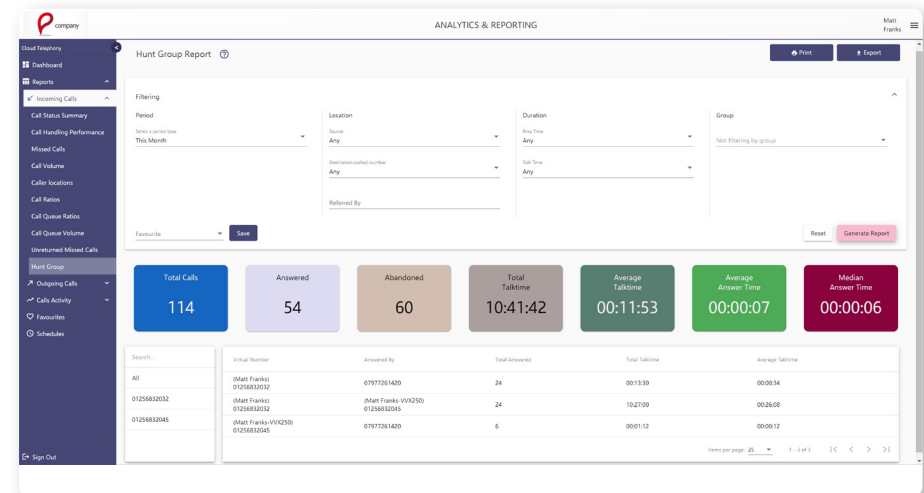 company
ANALYTICS & REPORTING
Matt
Franks
Cloud Telephony
Dashboard
Reports
Incoming Calls
Call Status Summary
Call Handling Performance
Missed Calls
Call Volume
Caller locations
Call Ratios
Call Queue Ratios
Call Queue Volume
Unreturned Missed Calls
Hunt Group
Outgoing Calls
Calls Activity
Favourites
Schedules
Sign Out
Hunt Group Report
Print
Export
Filtering
Period
Select a period type
This Month
Location
Source
Any
Destination (called) number
Any
Referred By
Duration
Ring Time
Any
Talk Time
Any
Group
Not filtering by group
Favourite
Save
Reset
Generate Report
Total Calls
114
Answered
54
Abandoned
60
Total
Talktime
10:41:42
Average
Talktime
00:11:53
Average
Answer Time
00:00:07
Median
Answer Time
00:00:06
Search..
All
01256832032
01256832045
Virtual Number Answered By Total Answered Total Talktime Average Talktime
(Matt Franks)
01256832032 07977261420 24 00:13:30 00:00:34
(Matt Franks) (Matt Franks-VVX250)
01256832032 01256832045 24 10:27:00 00:26:08
(Matt Franks-VVX250)
01256832045 07977261420 6 00:01:12 00:00:12
Items per page: 25 1 - 3 of 3